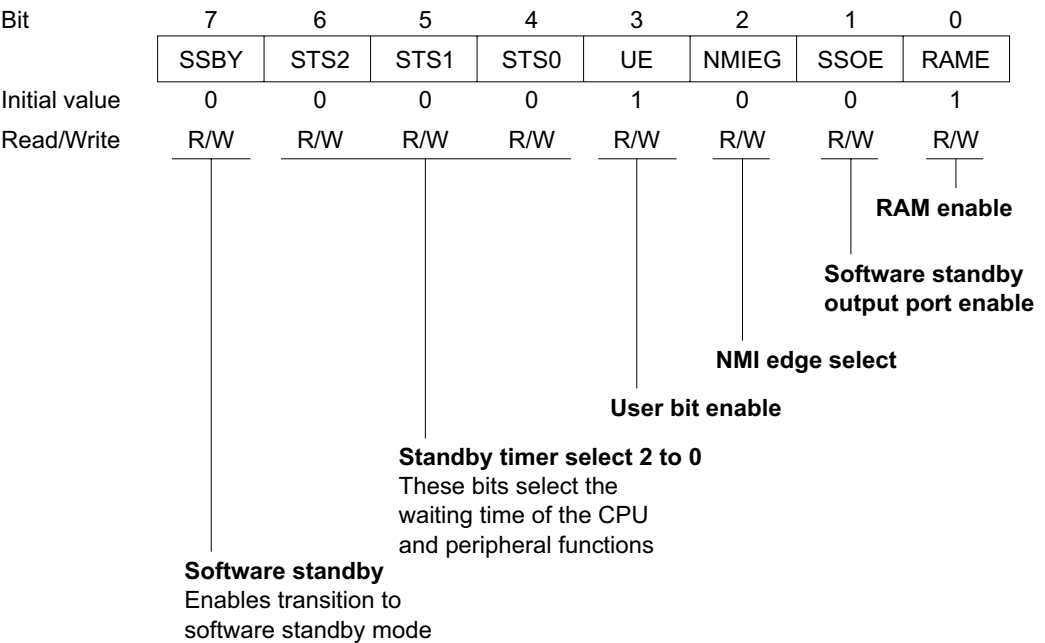 Bit 7 6 5 4 3 2 1 0
SSBY STS2 STS1 STS0 UE NMIEG SSOE RAME
Initial value 0 0 0 0 1 0 0 1
Read/Write R/W R/W R/W R/W R/W R/W R/W R/W
RAM enable
Software standby
output port enable
NMI edge select
User bit enable
Standby timer select 2 to 0
These bits select the
waiting time of the CPU
and peripheral functions
Software standby
Enables transition to
software standby mode